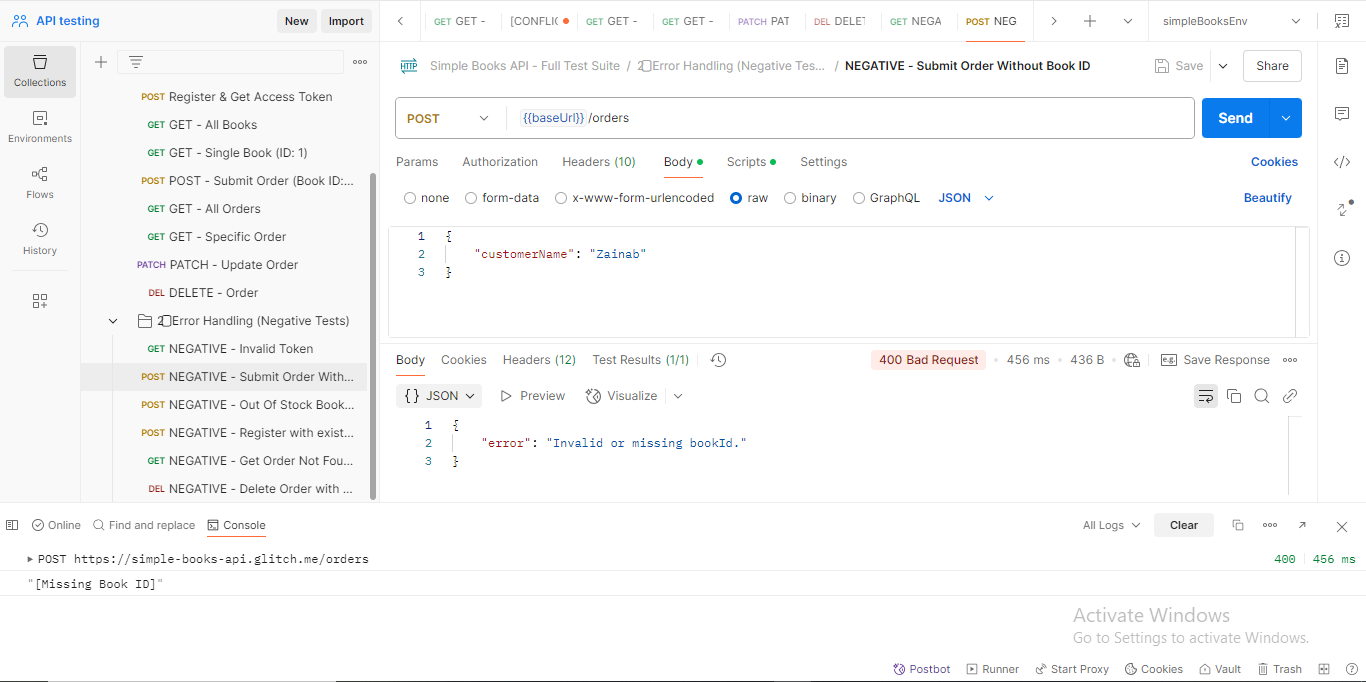 API testing
New
Import
GET GET -
[CONFLIC
GET GET -
GET GET -
PATCH PAT
DEL DELET
GET NEGA
POST NEG
simpleBooksEnv
Collections
Environments
Flows
History
POST Register & Get Access Token
GET GET - All Books
GET GET - Single Book (ID: 1)
POST POST - Submit Order (Book ID:...
GET GET - All Orders
GET GET - Specific Order
PATCH PATCH - Update Order
DEL DELETE - Order
2 Error Handling (Negative Tests)
GET NEGATIVE - Invalid Token
POST NEGATIVE - Submit Order With...
POST NEGATIVE - Out Of Stock Book...
POST NEGATIVE - Register with exist...
GET NEGATIVE - Get Order Not Fou...
DEL NEGATIVE - Delete Order with ...
HTTP Simple Books API - Full Test Suite / 2 Error Handling (Negative Tes... / NEGATIVE - Submit Order Without Book ID
Save
Share
POST {{baseUrl}} /orders
Send
Params Authorization Headers (10) Body Scripts Settings Cookies
none form-data x-www-form-urlencoded raw binary GraphQL JSON Beautify
1 {
2 "customerName": "Zainab"
3 }
Body Cookies Headers (12) Test Results (1/1) 400 Bad Request 456 ms 436 B e.g. Save Response
{} JSON Preview Visualize
1 {
2 "error": "Invalid or missing bookId."
3 }
Online Find and replace Console All Logs Clear
POST https://simple-books-api.glitch.me/orders 400 456 ms
"[Missing Book ID]"
Activate Windows
Go to Settings to activate Windows.
Postbot Runner Start Proxy Cookies Vault Trash